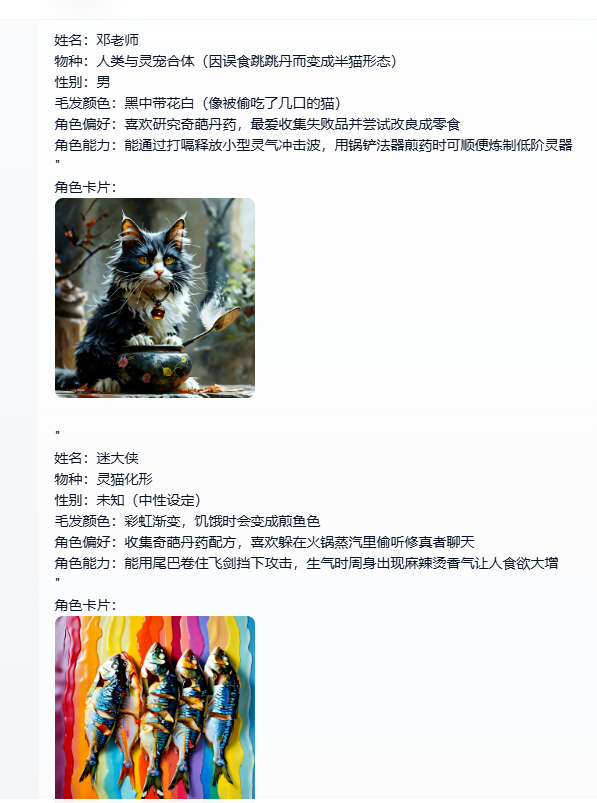 姓名：邓老师
物种：人类与灵宠合体（因误食跳跳丹而变成半猫形态）
性别：男
毛发颜色：黑中带花白（像被偷吃了几口的猫）
角色偏好：喜欢研究奇葩丹药，最爱收集失败品并尝试改良成零食
角色能力：能通过打嗝释放小型灵气冲击波，用锅铲法器煎药时可顺便炼制低阶灵器
"
角色卡片：
"
姓名：迷大侠
物种：灵猫化形
性别：未知（中性设定）
毛发颜色：彩虹渐变，饥饿时会变成煎鱼色
角色偏好：收集奇葩丹药配方，喜欢躲在火锅蒸汽里偷听修真者聊天
角色能力：能用尾巴卷住飞剑挡下攻击，生气时周身出现麻辣烫香气让人食欲大增
"
角色卡片：